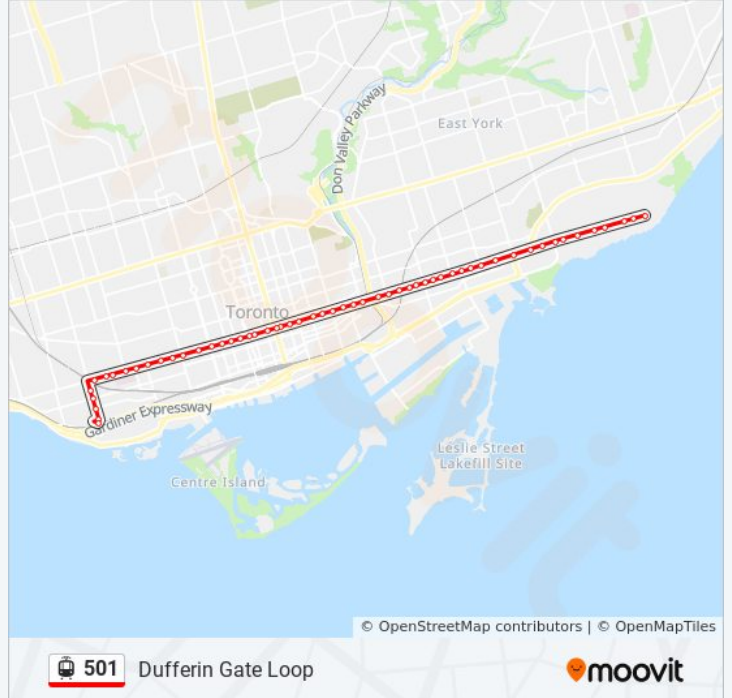 East York
Don Valley Parkway
Toronto
Gardiner Expressway
Leslie Street
Lakefill Site
Centre Island
© OpenStreetMap contributors | © OpenMapTiles
501 Dufferin Gate Loop
moovit